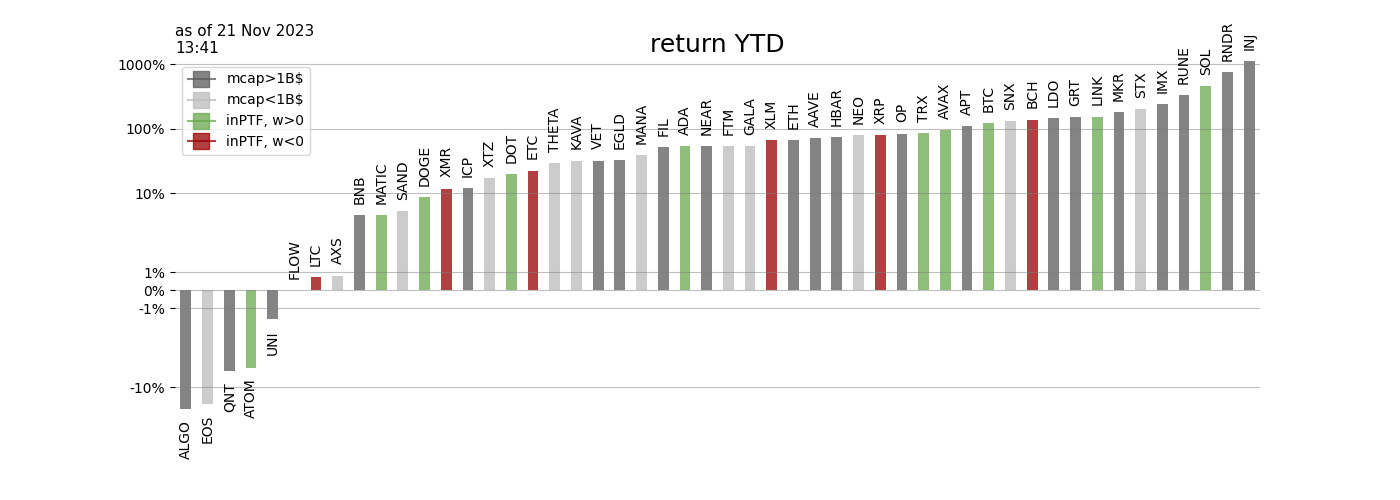 as of 21 Nov 2023
13:41
return YTD
mcap>1B$
mcap<1B$
inPTF, w>0
inPTF, w<0
1000%
100%
10%
1%
0%
-1%
-10%
ALGO
EOS
QNT
ATOM
UNI
FLOW
LTC
AXS
BNB
MATIC
SAND
DOGE
XMR
ICP
XTZ
DOT
ETC
THETA
KAVA
VET
EGLD
MANA
FIL
ADA
NEAR
FTM
GALA
XLM
ETH
AAVE
HBAR
NEO
XRP
OP
TRX
AVAX
APT
BTC
SNX
BCH
LDO
GRT
LINK
MKR
STX
IMX
RUNE
SOL
RNDR
INJ